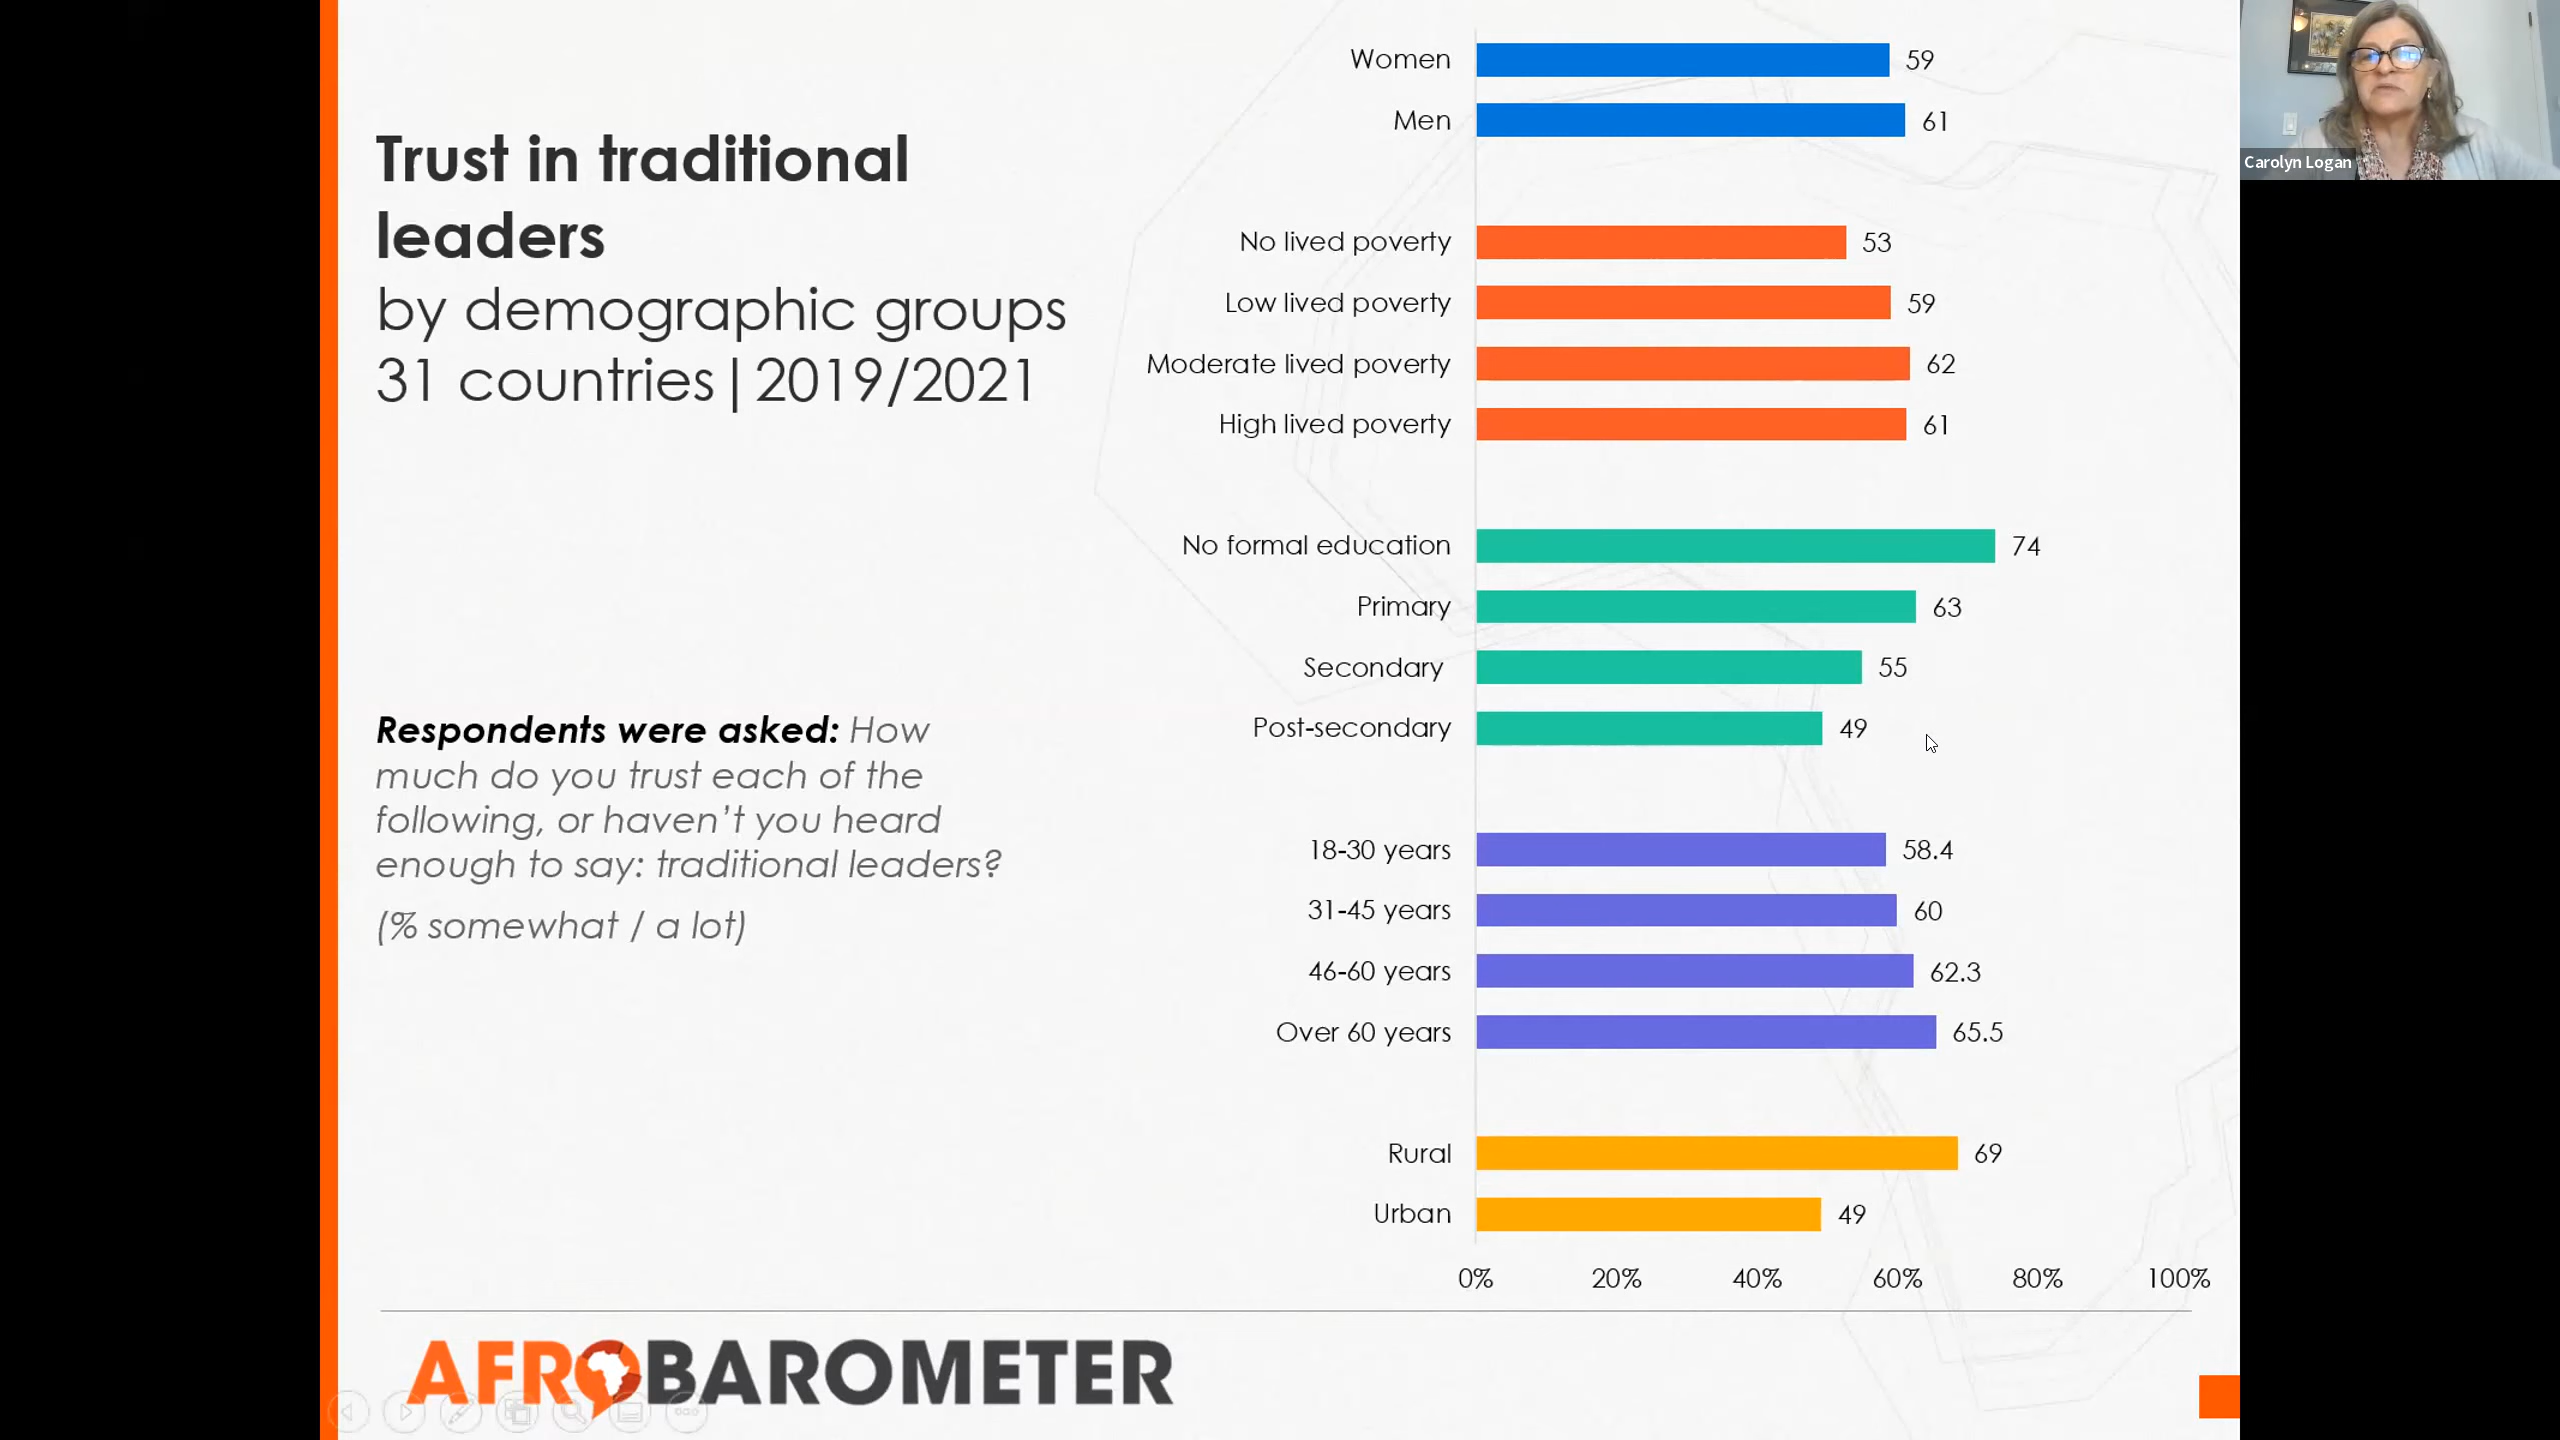 Trust in traditional
leaders
by demographic groups
31 countries|2019/2021
Respondents were asked: How
much do you trust each of the
following, or haven't you heard
enough to say: traditional leaders?
(% somewhat / a lot)
Women 59
Men 61
No lived poverty 53
Low lived poverty 59
Moderate lived poverty 62
High lived poverty 61
No formal education 74
Primary 63
Secondary 55
Post-secondary 49
18-30 years 58.4
31-45 years 60
46-60 years 62.3
Over 60 years 65.5
Rural 69
Urban 49
0% 20% 40% 60% 80% 100%
AFROBAROMETER
Carolyn Logan